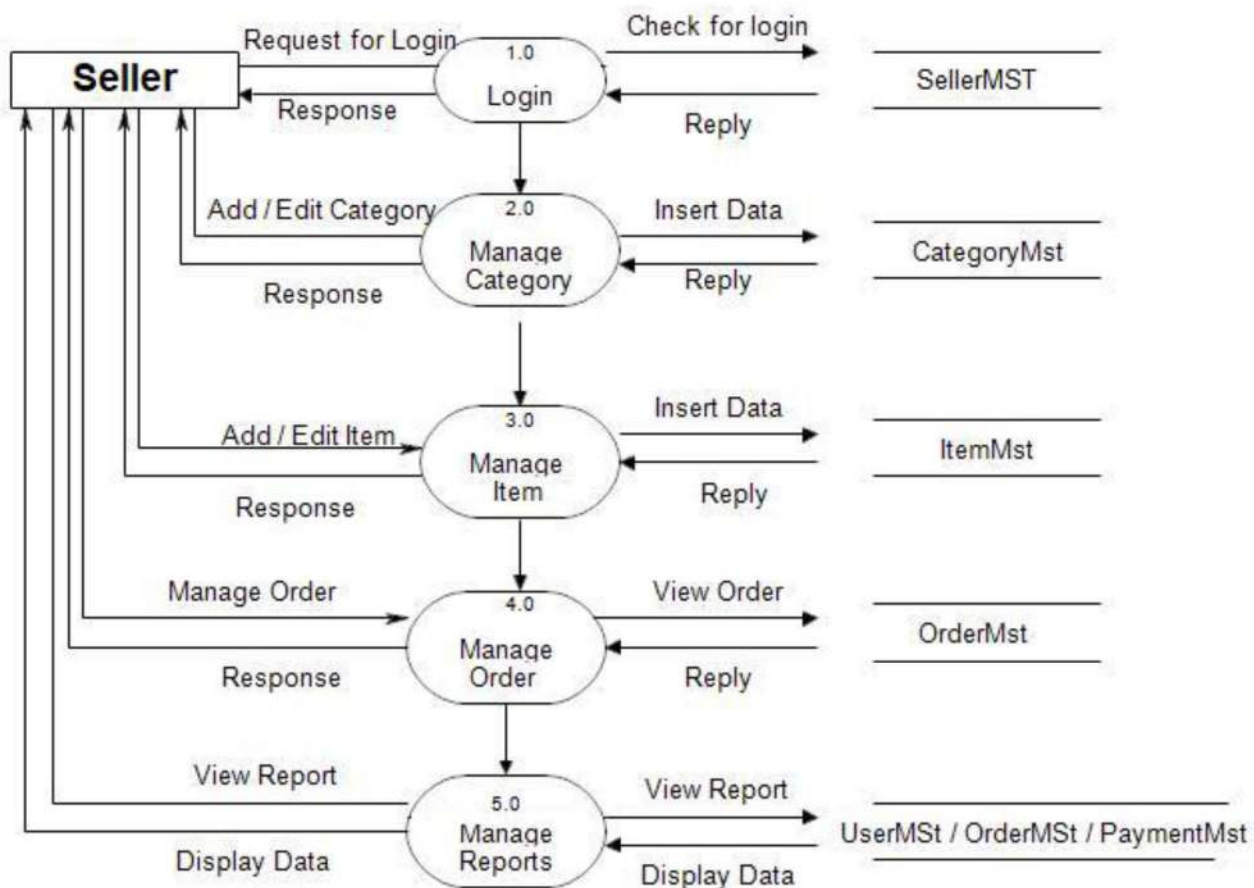 Seller
Request for Login
Response
1.0
Login
Check for login
Reply
SellerMST
Add / Edit Category
Response
2.0
Manage
Category
Insert Data
Reply
CategoryMst
Add / Edit Item
Response
3.0
Manage
Item
Insert Data
Reply
ItemMst
Manage Order
Response
4.0
Manage
Order
View Order
Reply
OrderMst
View Report
Display Data
5.0
Manage
Reports
View Report
Display Data
UserMSt / OrderMSt / PaymentMst